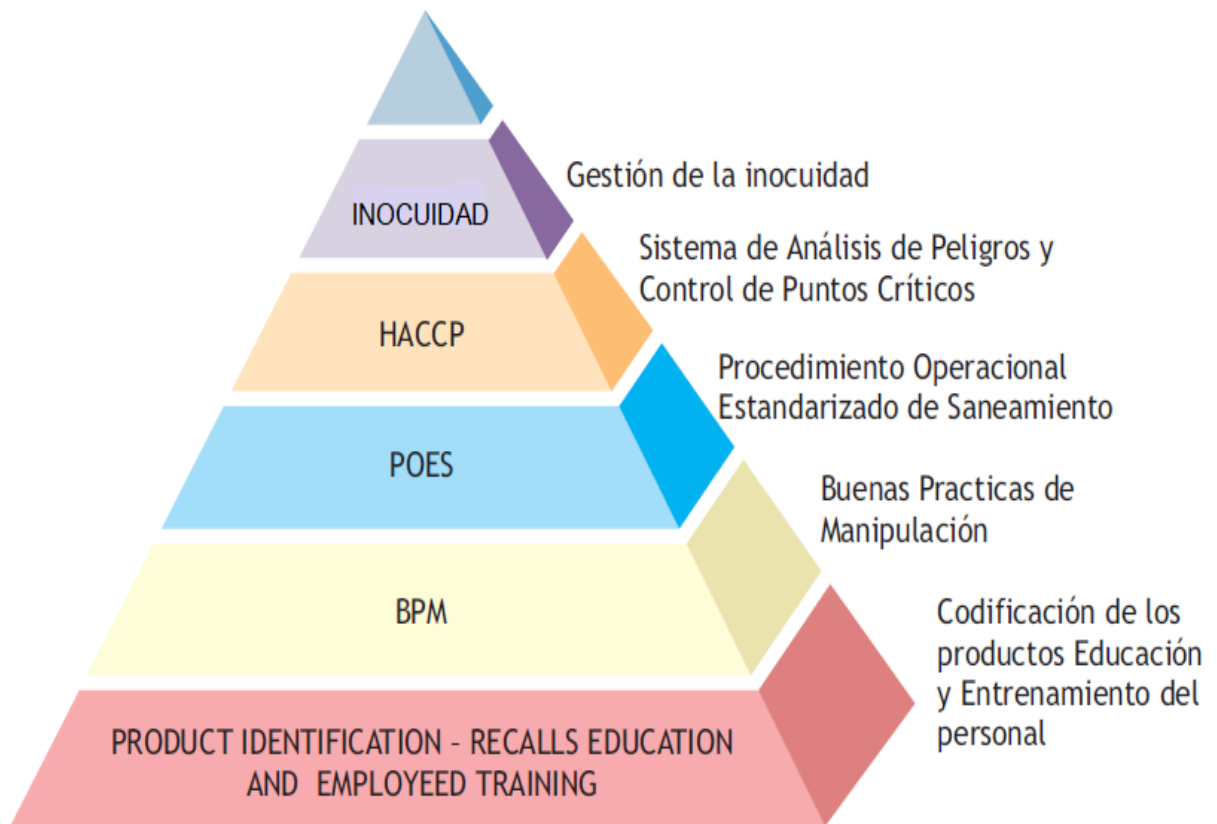 INOCUIDAD
Gestión de la inocuidad
HACCP
Sistema de Análisis de Peligros y
Control de Puntos Críticos
POES
Procedimiento Operacional
Estandarizado de Saneamiento
BPM
Buenas Practicas de
Manipulación
PRODUCT IDENTIFICATION - RECALLS EDUCATION
AND EMPLOYEED TRAINING
Codificación de los
productos Educación
y Entrenamiento del
personal